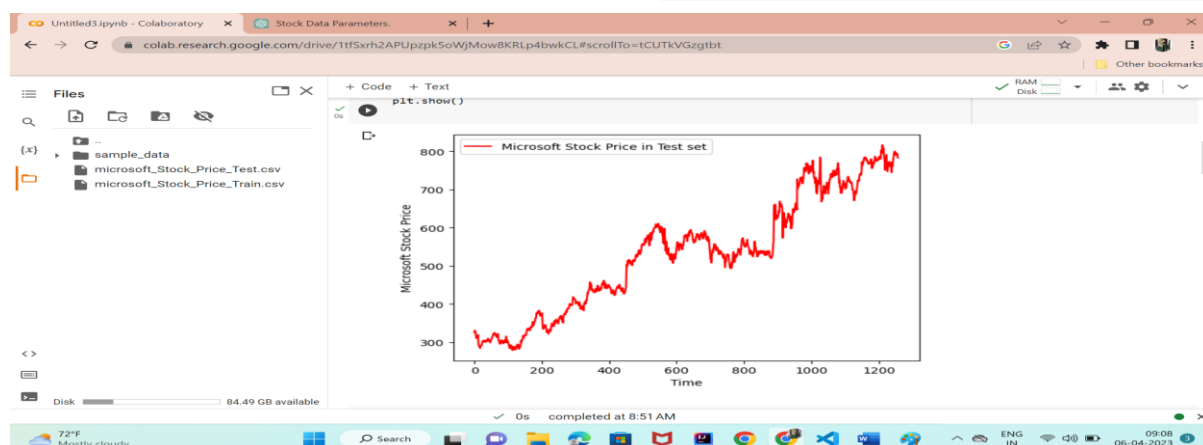 Untitled3.ipynb - Colaboratory
Stock Data Parameters.
colab.research.google.com/drive/1tfSxrh2APUpzpk5oWjMow8KRLp4bwkCL#scrollTo=tCUTkVGzgtbt
Other bookmarks
Files
+ Code + Text
RAM
Disk
0s
plt.show()
{x}
..
sample_data
microsoft_Stock_Price_Test.csv
microsoft_Stock_Price_Train.csv
Microsoft Stock Price in Test set
800
700
600
500
400
300
Microsoft Stock Price
0 200 400 600 800 1000 1200
Time
Disk 84.49 GB available
0s completed at 8:51 AM
72°F
Mostly cloudy
Search
ENG
IN
09:08
06-04-2023